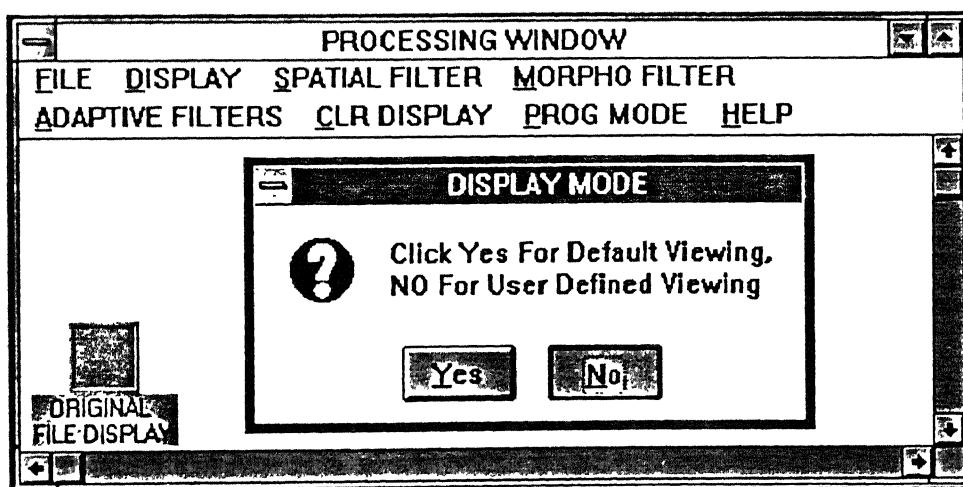 PROCESSING WINDOW
FILE DISPLAY SPATIAL FILTER MORPHO FILTER
ADAPTIVE FILTERS CLR DISPLAY PROG MODE HELP
DISPLAY MODE
Click Yes For Default Viewing,
NO For User Defined Viewing
Yes No
ORIGINAL
FILE-DISPLAY